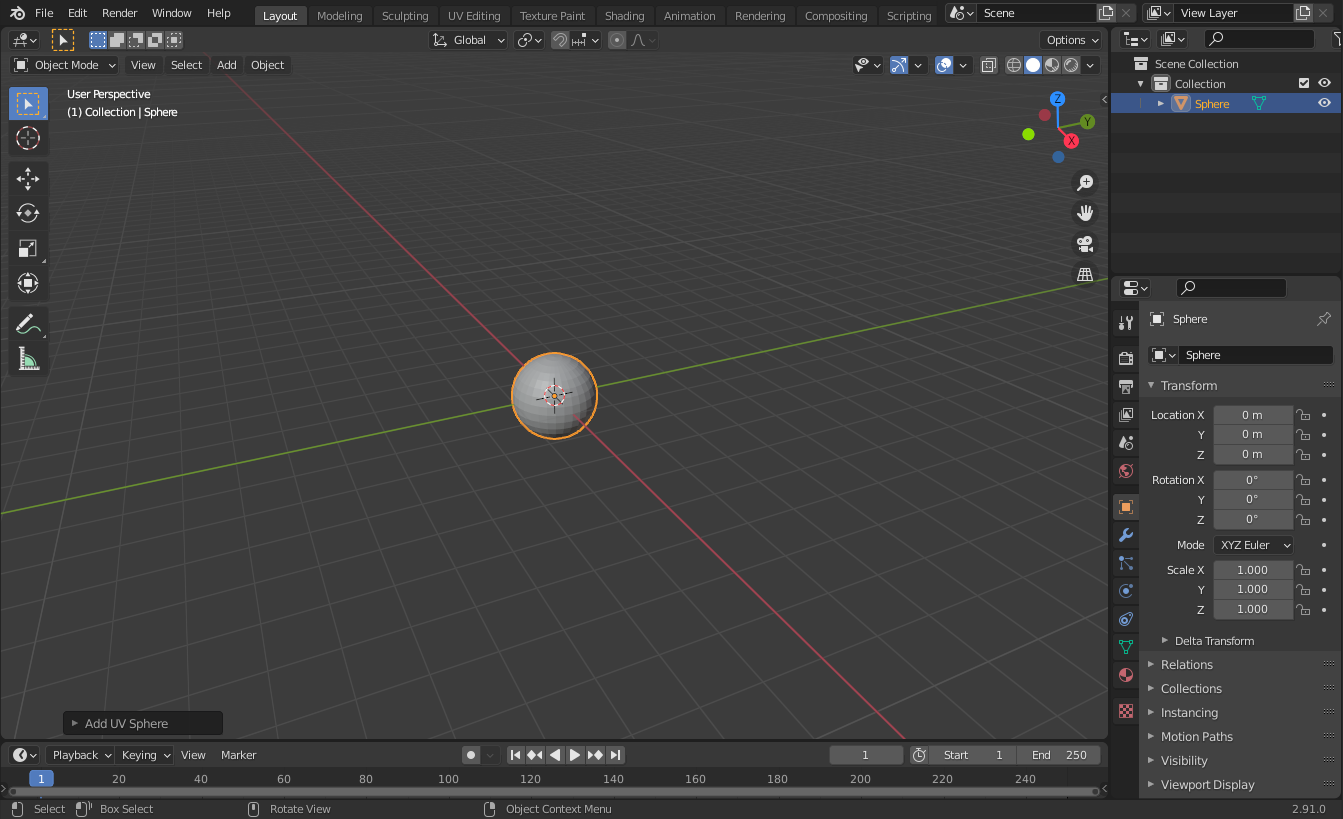 File Edit Render Window Help Layout Modeling Sculpting UV Editing Texture Paint Shading Animation Rendering Compositing Scripting Scene View Layer
Global Options
Object Mode View Select Add Object
User Perspective
(1) Collection | Sphere
Z
Y
X
Add UV Sphere
Scene Collection
Collection
Sphere
Sphere
Sphere
Transform
Location X 0 m
Y 0 m
Z 0 m
Rotation X 0°
Y 0°
Z 0°
Mode XYZ Euler
Scale X 1.000
Y 1.000
Z 1.000
Delta Transform
Relations
Collections
Instancing
Motion Paths
Visibility
Viewport Display
Playback Keying View Marker 1 Start 1 End 250
1 20 40 60 80 100 120 140 160 180 200 220 240
Select Box Select Rotate View Object Context Menu 2.91.0